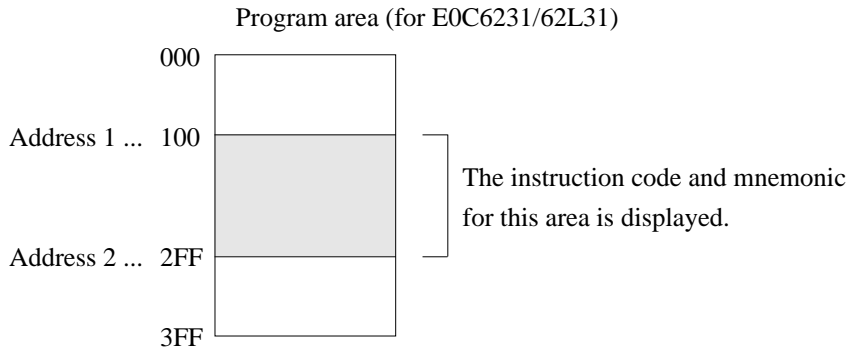 Program area (for E0C6231/62L31)
000
Address 1 ... 100
The instruction code and mnemonic
for this area is displayed.
Address 2 ... 2FF
3FF